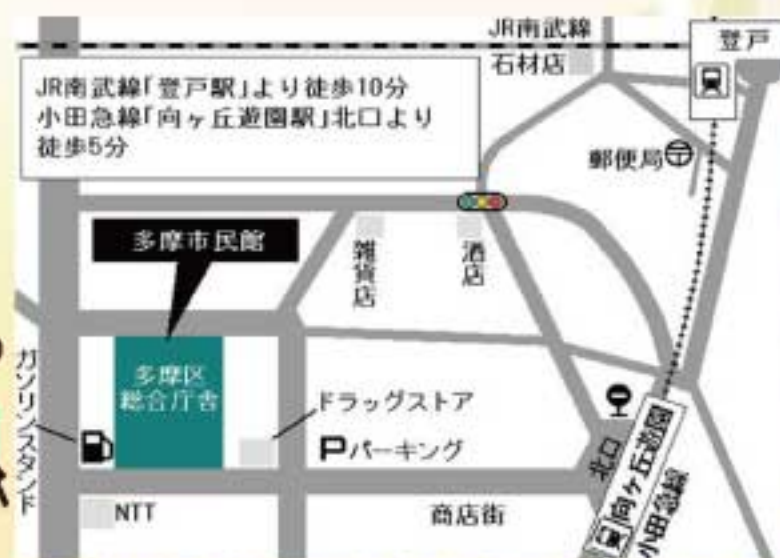 JR南武線
登戸
石材店
JR南武線「登戸駅」より徒歩10分
小田急線「向ヶ丘遊園駅」北口より
徒歩5分
郵便局
多摩市民館
雑貨店
酒店
ガソリンスタンド
多摩区
総合庁舎
ドラッグストア
Pパーキング
北口
向ヶ丘遊園
小田急線
NTT
商店街